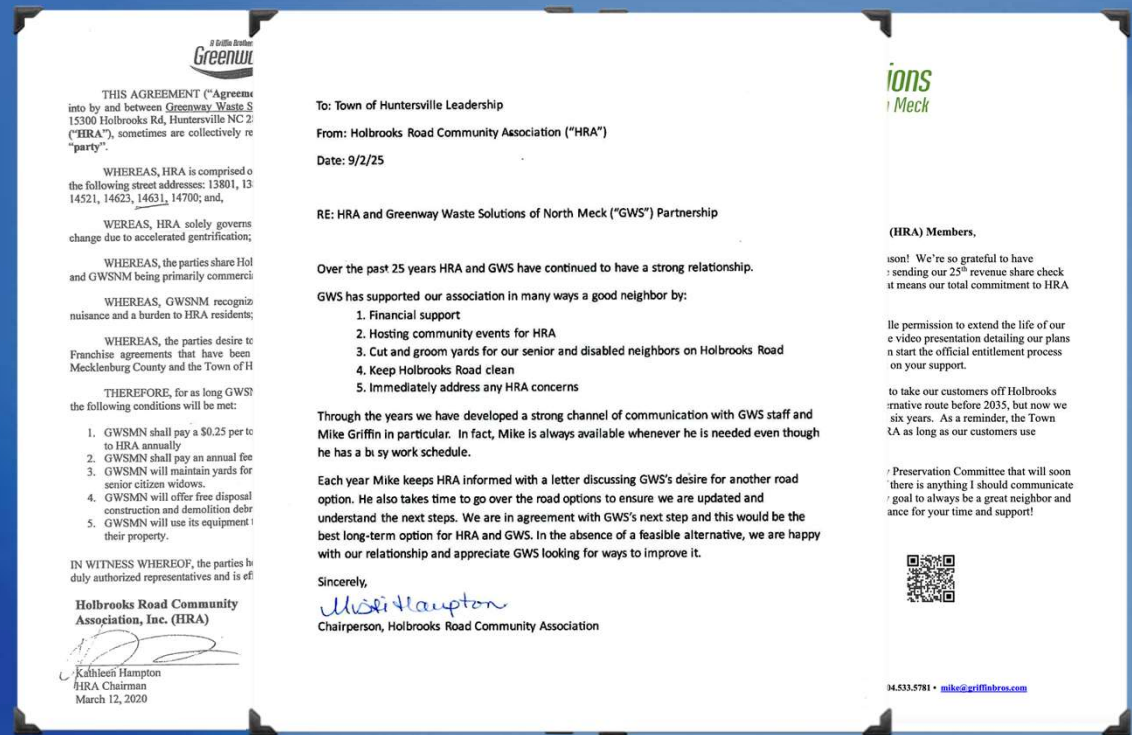 A Griffin Brothe
Greenwa
THIS AGREEMENT ("Agreeme
into by and between Greenway Waste S
15300 Holbrooks Rd, Huntersville NC 2
("HRA"), sometimes are collectively re
"party".
WHEREAS, HRA is comprised o
the following street addresses: 13801, 13
14521, 14623, 14631, 14700; and,
WEREAS, HRA solely governs
change due to accelerated gentrification;
WHEREAS, the parties share Hol
and GWSNM being primarily commerci
WHEREAS, GWSNM recogniz
nuisance and a burden to HRA residents;
WHEREAS, the parties desire to
Franchise agreements that have been
Mecklenburg County and the Town of H
THEREFORE, for as long GWS
the following conditions will be met:
1. GWSMN shall pay a $0.25 per to
to HRA annually
2. GWSMN shall pay an annual fee
3. GWSMN will maintain yards for
senior citizen widows.
4. GWSMN will offer free disposal
construction and demolition debr
5. GWSMN will use its equipment
their property.
IN WITNESS WHEREOF, the parties h
duly authorized representatives and is ef
Holbrooks Road Community
Association, Inc. (HRA)
Kathleen Hampton
HRA Chairman
March 12, 2020
To: Town of Huntersville Leadership
From: Holbrooks Road Community Association ("HRA")
Date: 9/2/25
RE: HRA and Greenway Waste Solutions of North Meck ("GWS") Partnership
Over the past 25 years HRA and GWS have continued to have a strong relationship.
GWS has supported our association in many ways a good neighbor by:
1. Financial support
2. Hosting community events for HRA
3. Cut and groom yards for our senior and disabled neighbors on Holbrooks Road
4. Keep Holbrooks Road clean
5. Immediately address any HRA concerns
Through the years we have developed a strong channel of communication with GWS staff and
Mike Griffin in particular. In fact, Mike is always available whenever he is needed even though
he has a busy work schedule.
Each year Mike keeps HRA informed with a letter discussing GWS's desire for another road
option. He also takes time to go over the road options to ensure we are updated and
understand the next steps. We are in agreement with GWS's next step and this would be the
best long-term option for HRA and GWS. In the absence of a feasible alternative, we are happy
with our relationship and appreciate GWS looking for ways to improve it.
Sincerely,
Misti Hampton
Chairperson, Holbrooks Road Community Association
ions
Meck
(HRA) Members,
ason! We're so grateful to have
sending our 25th revenue share check
at means our total commitment to HRA
lle permission to extend the life of our
e video presentation detailing our plans
n start the official entitlement process
on your support.
to take our customers off Holbrooks
rnative route before 2035, but now we
six years. As a reminder, the Town
RA as long as our customers use
Preservation Committee that will soon
there is anything I should communicate
goal to always be a great neighbor and
ance for your time and support!
04.533.5781 • mike@griffinbros.com